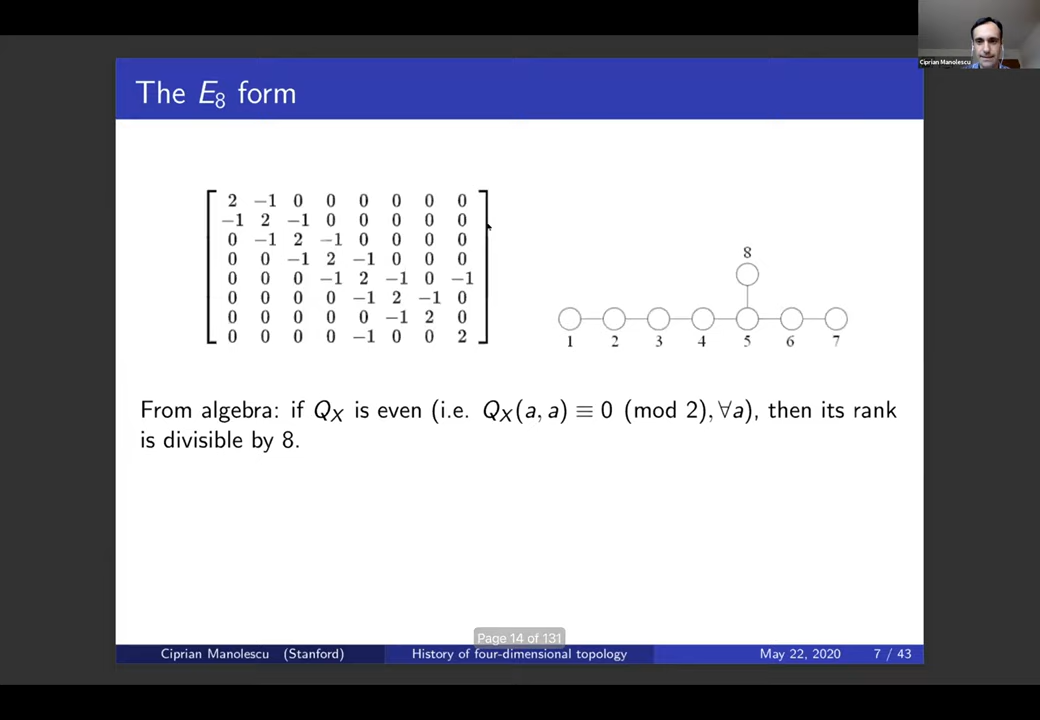 Ciprian Manolescu
The E₈ form
2 −1 0 0 0 0 0 0
−1 2 −1 0 0 0 0 0
0 −1 2 −1 0 0 0 0
0 0 −1 2 −1 0 0 0
0 0 0 −1 2 −1 0 −1
0 0 0 0 −1 2 −1 0
0 0 0 0 0 −1 2 0
0 0 0 0 −1 0 0 2
8
1 2 3 4 5 6 7
From algebra: if Q_X is even (i.e. Q_X(a, a) ≡ 0 (mod 2), ∀a), then its rank
is divisible by 8.
Page 14 of 131
Ciprian Manolescu (Stanford) History of four-dimensional topology May 22, 2020 7 / 43